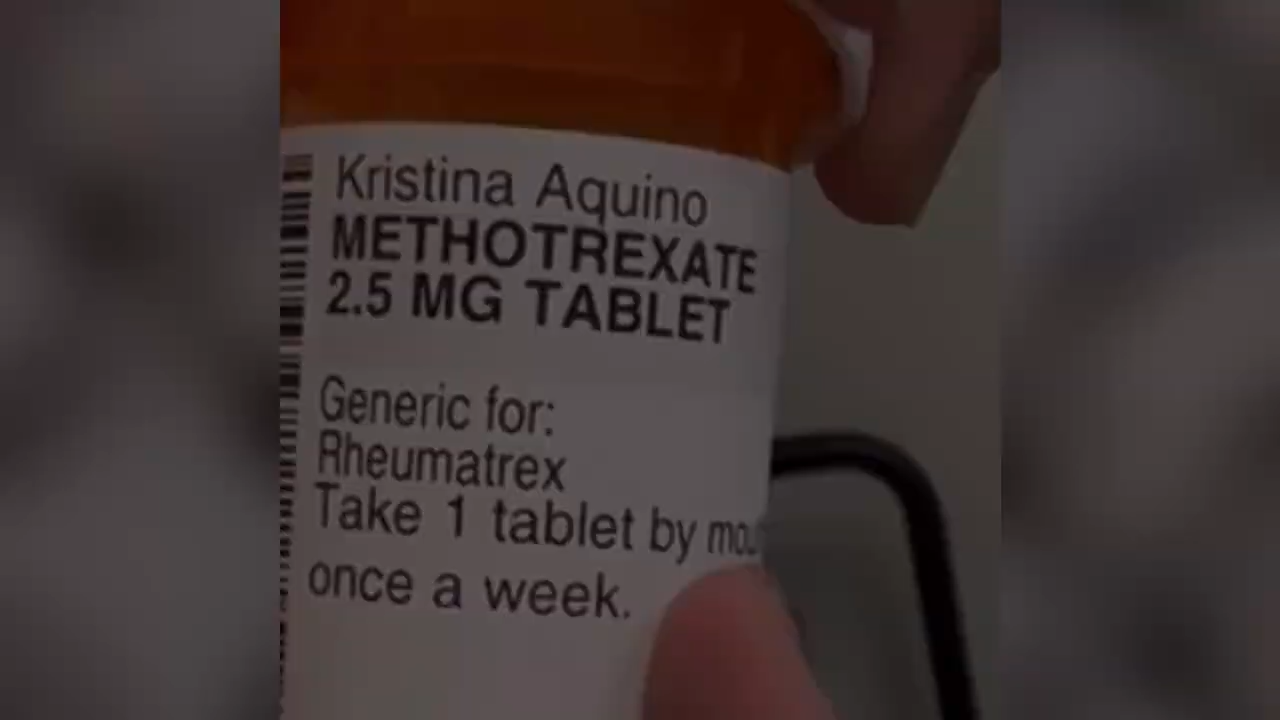 Kristina Aquino
METHOTREXATE
2.5 MG TABLET
Generic for:
Rheumatrex
Take 1 tablet by
once a week.